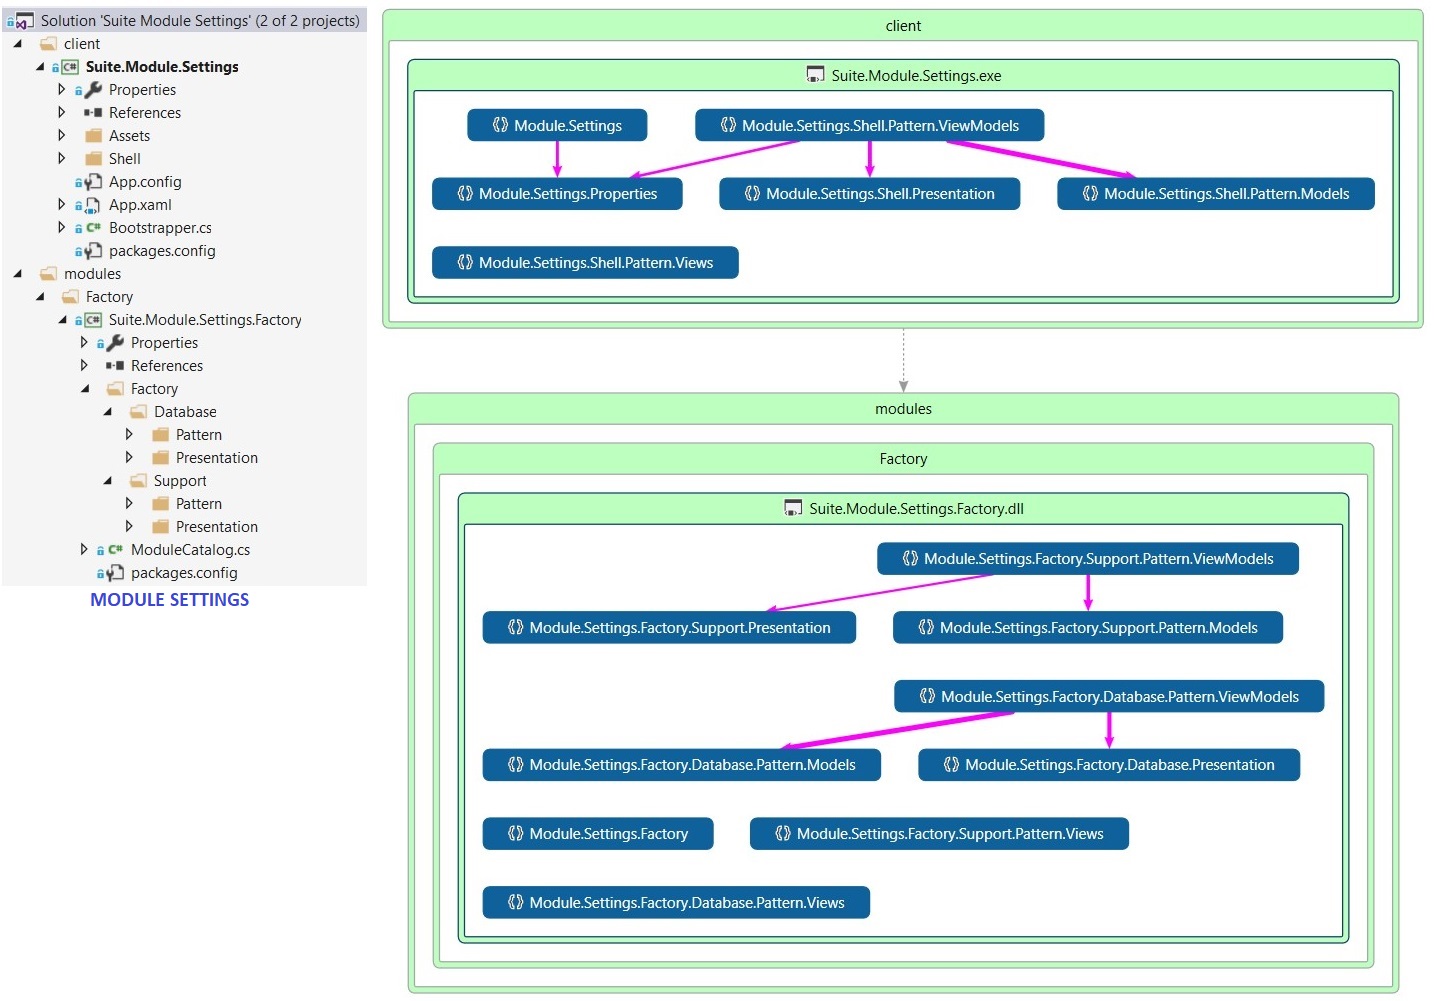 Solution 'Suite Module Settings' (2 of 2 projects)
client
Suite.Module.Settings
Properties
References
Assets
Shell
App.config
App.xaml
Bootstrapper.cs
packages.config
modules
Factory
Suite.Module.Settings.Factory
Properties
References
Factory
Database
Pattern
Presentation
Support
Pattern
Presentation
ModuleCatalog.cs
packages.config
MODULE SETTINGS
client
Suite.Module.Settings.exe
Module.Settings
Module.Settings.Shell.Pattern.ViewModels
Module.Settings.Properties
Module.Settings.Shell.Presentation
Module.Settings.Shell.Pattern.Models
Module.Settings.Shell.Pattern.Views
modules
Factory
Suite.Module.Settings.Factory.dll
Module.Settings.Factory.Support.Pattern.ViewModels
Module.Settings.Factory.Support.Presentation
Module.Settings.Factory.Support.Pattern.Models
Module.Settings.Factory.Database.Pattern.ViewModels
Module.Settings.Factory.Database.Pattern.Models
Module.Settings.Factory.Database.Presentation
Module.Settings.Factory
Module.Settings.Factory.Support.Pattern.Views
Module.Settings.Factory.Database.Pattern.Views